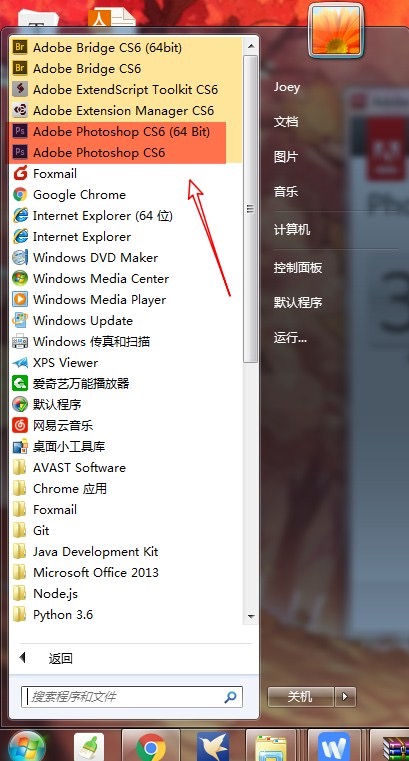 Adobe Bridge CS6 (64bit)
Adobe Bridge CS6
Adobe ExtendScript Toolkit CS6
Adobe Extension Manager CS6
Adobe Photoshop CS6 (64 Bit)
Adobe Photoshop CS6
Foxmail
Google Chrome
Internet Explorer (64 位)
Internet Explorer
Windows DVD Maker
Windows Media Center
Windows Media Player
Windows Update
Windows 传真和扫描
XPS Viewer
爱奇艺万能播放器
默认程序
网易云音乐
桌面小工具库
AVAST Software
Chrome 应用
Foxmail
Git
Java Development Kit
Microsoft Office 2013
Node.js
Python 3.6
返回
搜索程序和文件
Joey
文档
图片
音乐
计算机
控制面板
默认程序
运行...
关机